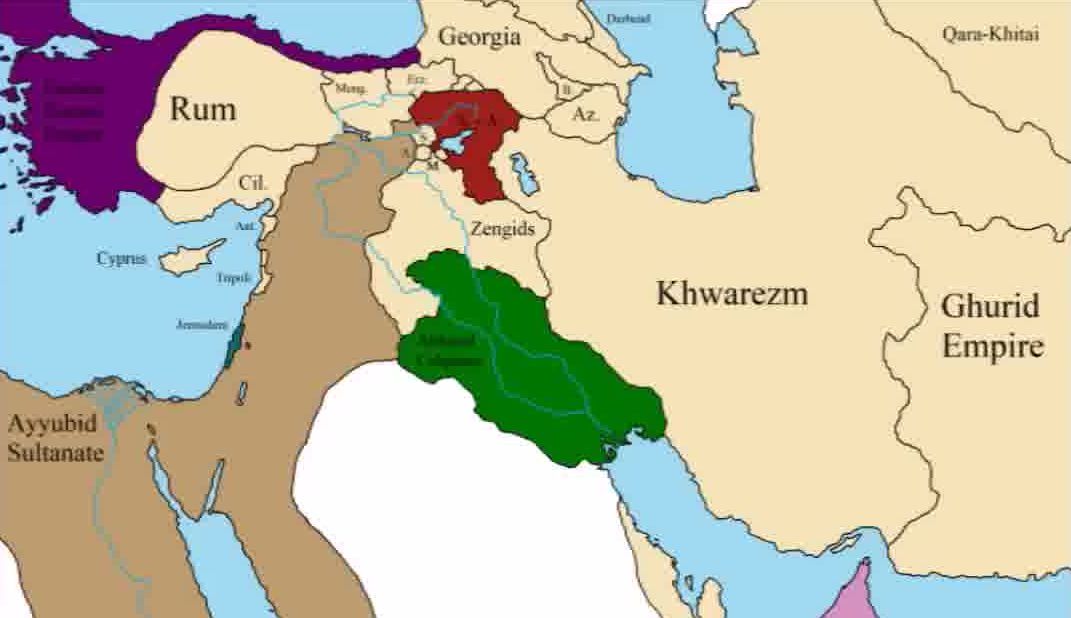 Derbend
Georgia
Qara-Khitai
Erz.
Meng.
Rum
Il.
Az.
S
A
M
Cil.
Ant.
Zengids
Cyprus
Tripoli
Khwarezm
Ghurid
Empire
Jerusalem
Abbasid
Caliphate
Ayyubid
Sultanate